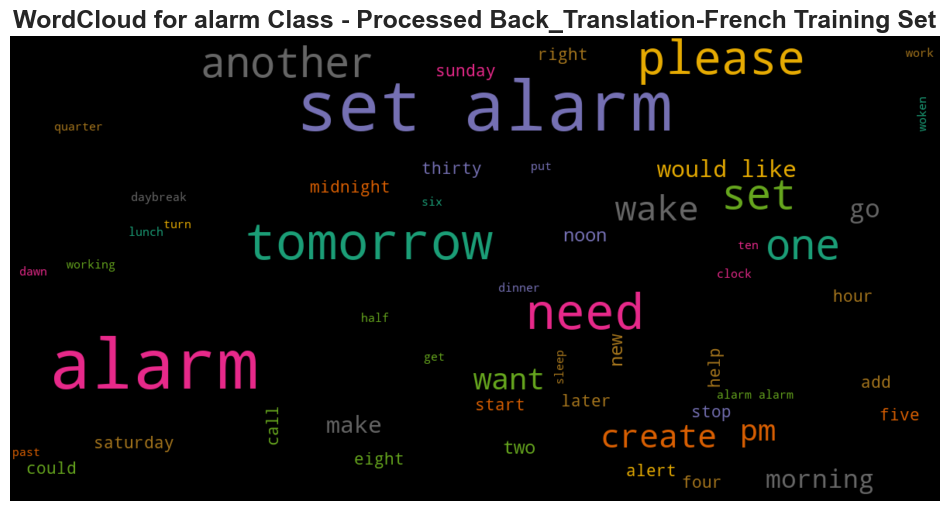 WordCloud for alarm Class - Processed Back_Translation-French Training Set
another
please
right
work
sunday
set alarm
woken
quarter
thirty
put
would like
midnight
daybreak
six
wake
set
go
turn
lunch
tomorrow
noon
ten
one
working
dawn
clock
dinner
hour
need
half
new
alarm
get
sleep
help
want
add
alarm alarm
start
later
stop
five
call
make
create
pm
saturday
two
past
could
eight
alert
four
morning